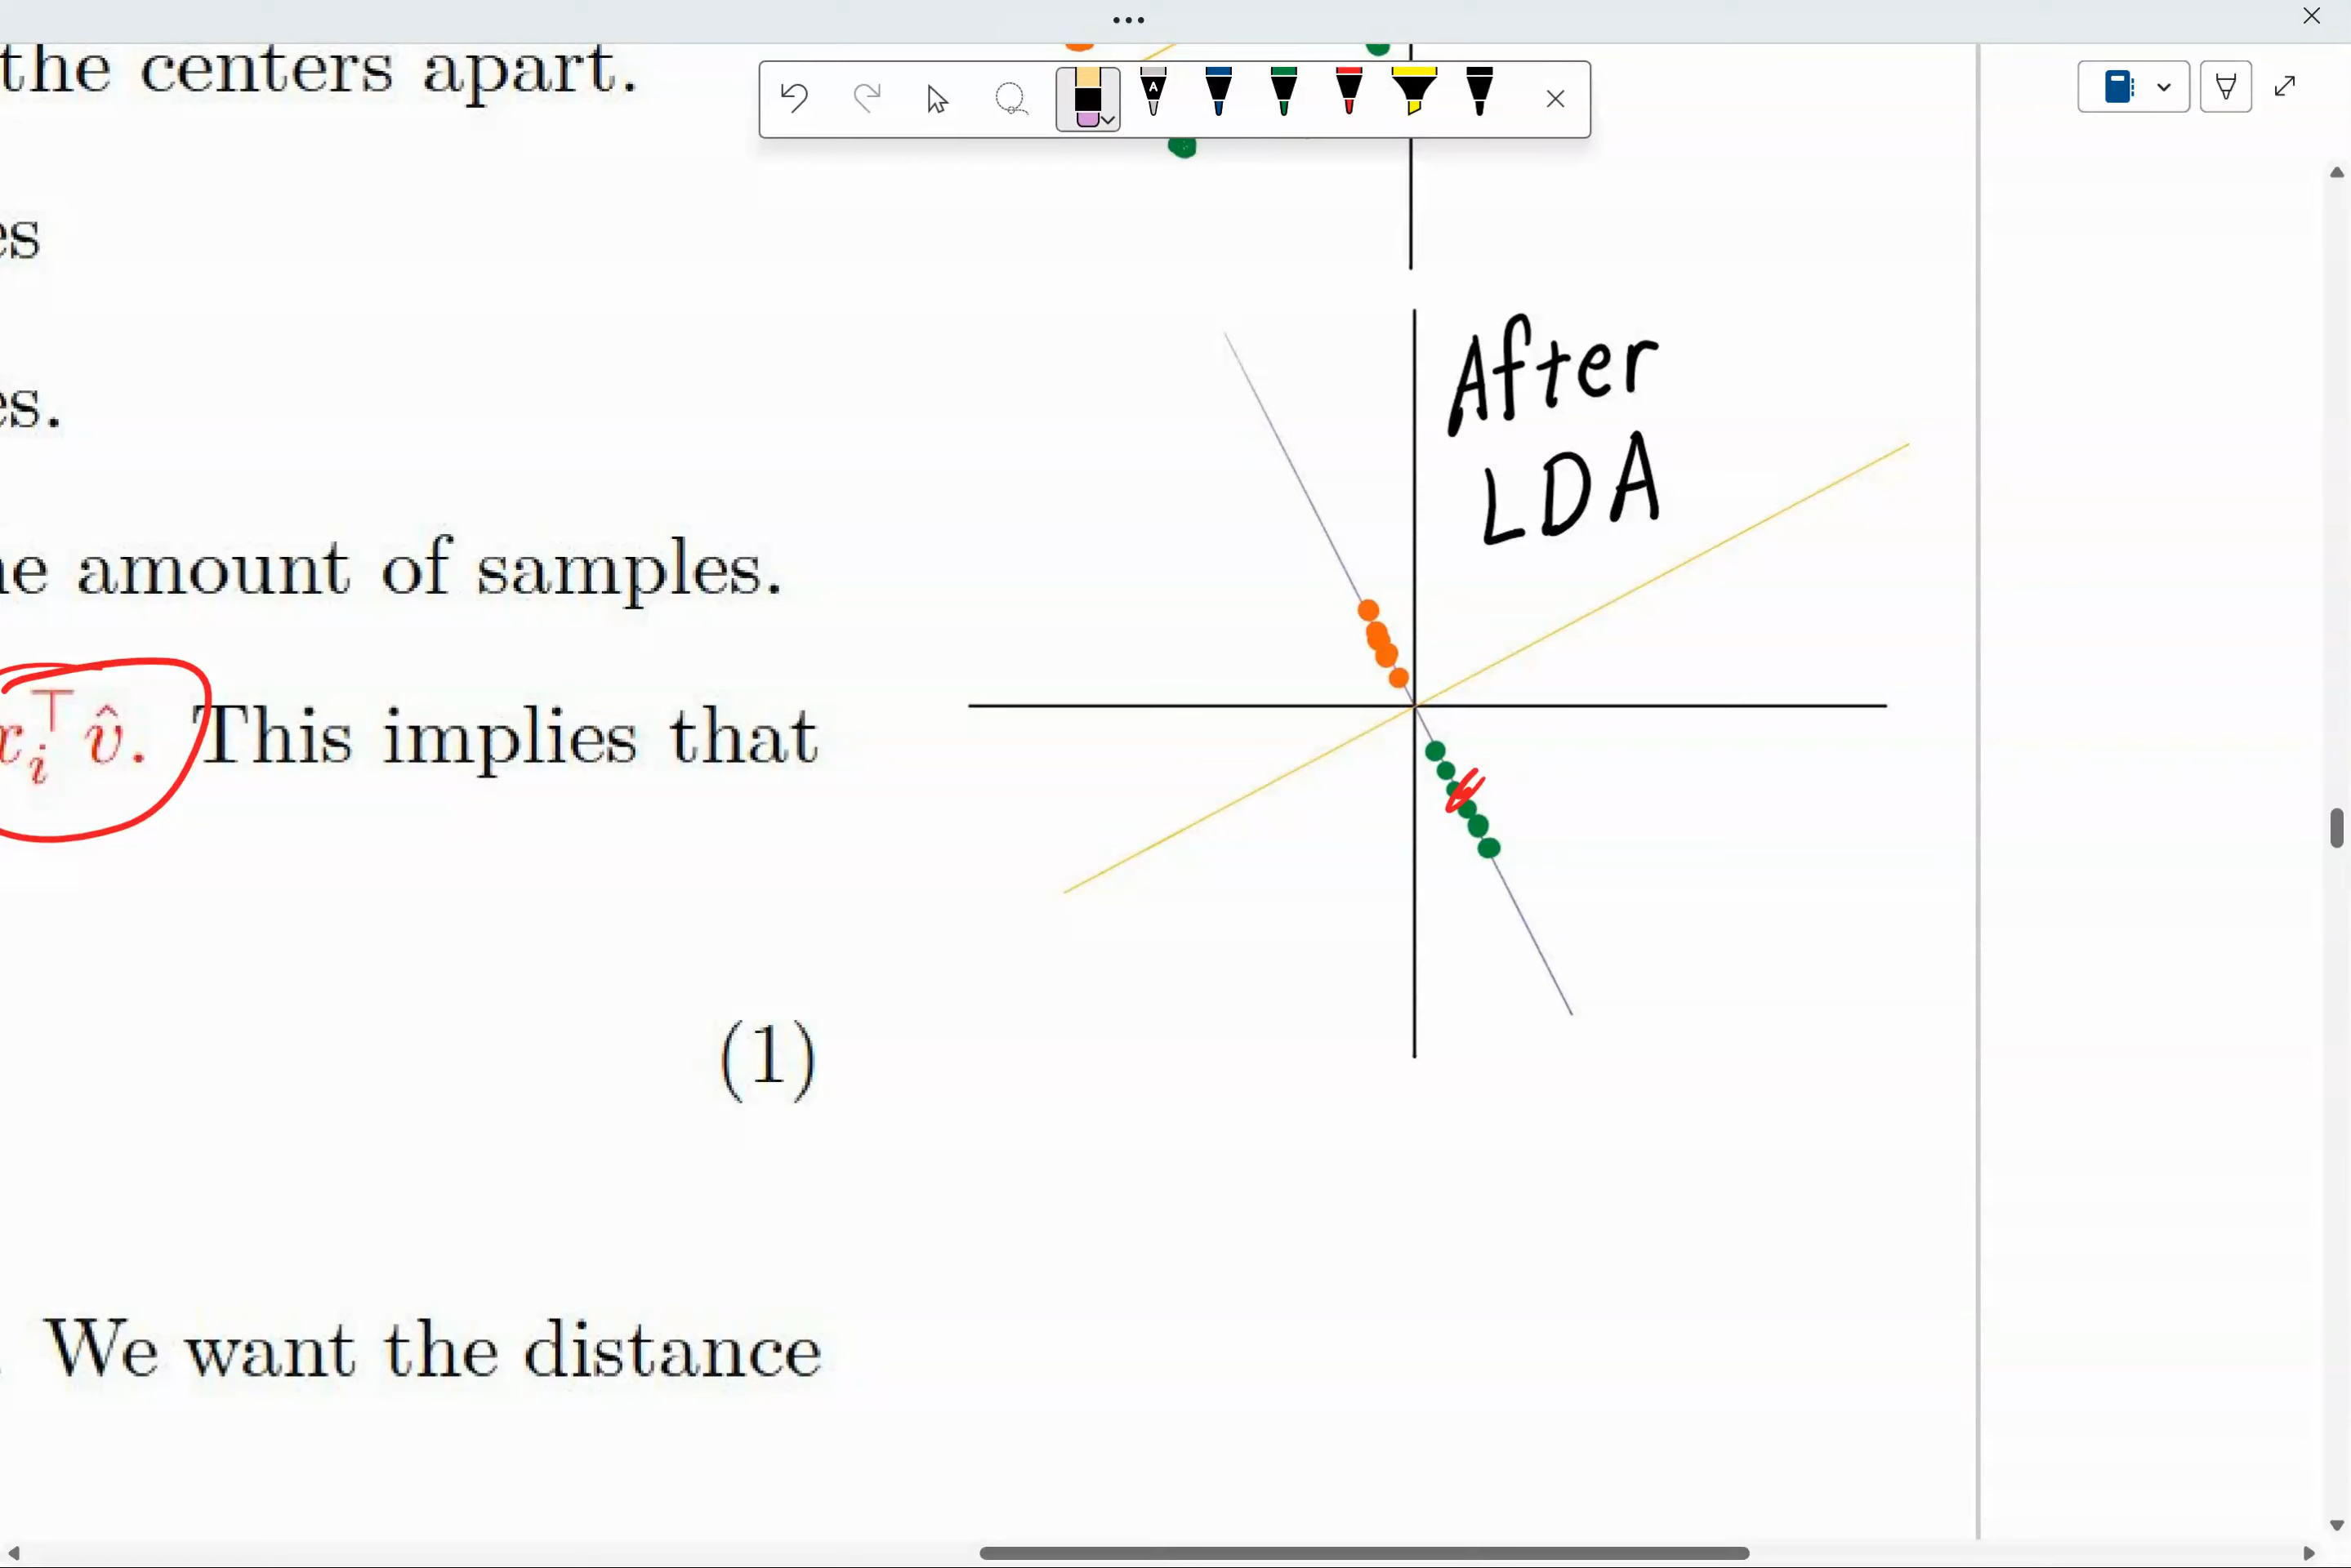 the centers apart.
es
es.
ne amount of samples.
x_i^⊤ v̂. This implies that
(1)
. We want the distance
After
LDA
A